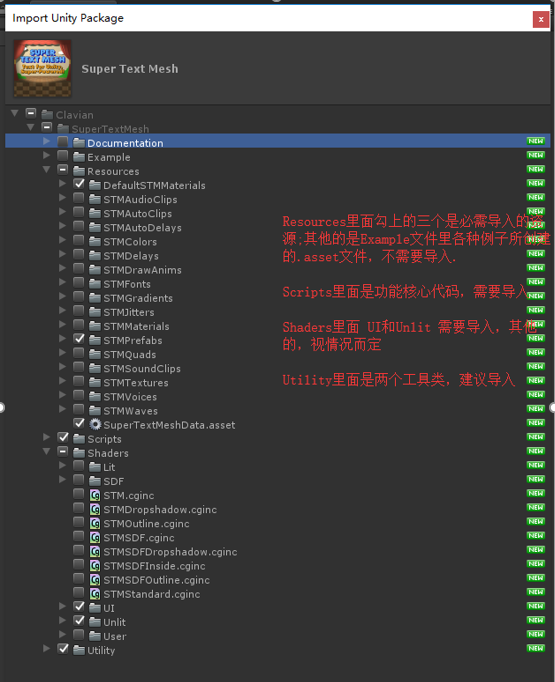 Import Unity Package
x
SUPER
TEXT MESH
Text for Unity,
SuperPowered!
Super Text Mesh
Clavian
SuperTextMesh
Documentation NEW
Example NEW
Resources NEW
DefaultSTMMaterials NEW
STMAudioClips NEW
STMAutoClips NEW
STMAutoDelays NEW
STMColors NEW
STMDelays NEW
STMDrawAnims NEW
STMFonts NEW
STMGradients NEW
STMJitters NEW
STMMaterials NEW
STMPrefabs NEW
STMQuads NEW
STMSoundClips NEW
STMTextures NEW
STMVoices NEW
STMWaves NEW
SuperTextMeshData.asset NEW
Scripts NEW
Shaders NEW
Lit NEW
SDF NEW
STM.cginc NEW
STMDropshadow.cginc NEW
STMOutline.cginc NEW
STMSDF.cginc NEW
STMSDFDropshadow.cginc NEW
STMSDFInside.cginc NEW
STMSDFOutline.cginc NEW
STMStandard.cginc NEW
UI NEW
Unlit NEW
User NEW
Utility NEW
Resources里面勾上的三个是必需导入的资
源;其他的是Example文件里各种例子所创建
的.asset文件, 不需要导入.
Scripts里面是功能核心代码, 需要导入
Shaders里面 UI和Unlit 需要导入, 其他
的, 视情况而定
Utility里面是两个工具类, 建议导入